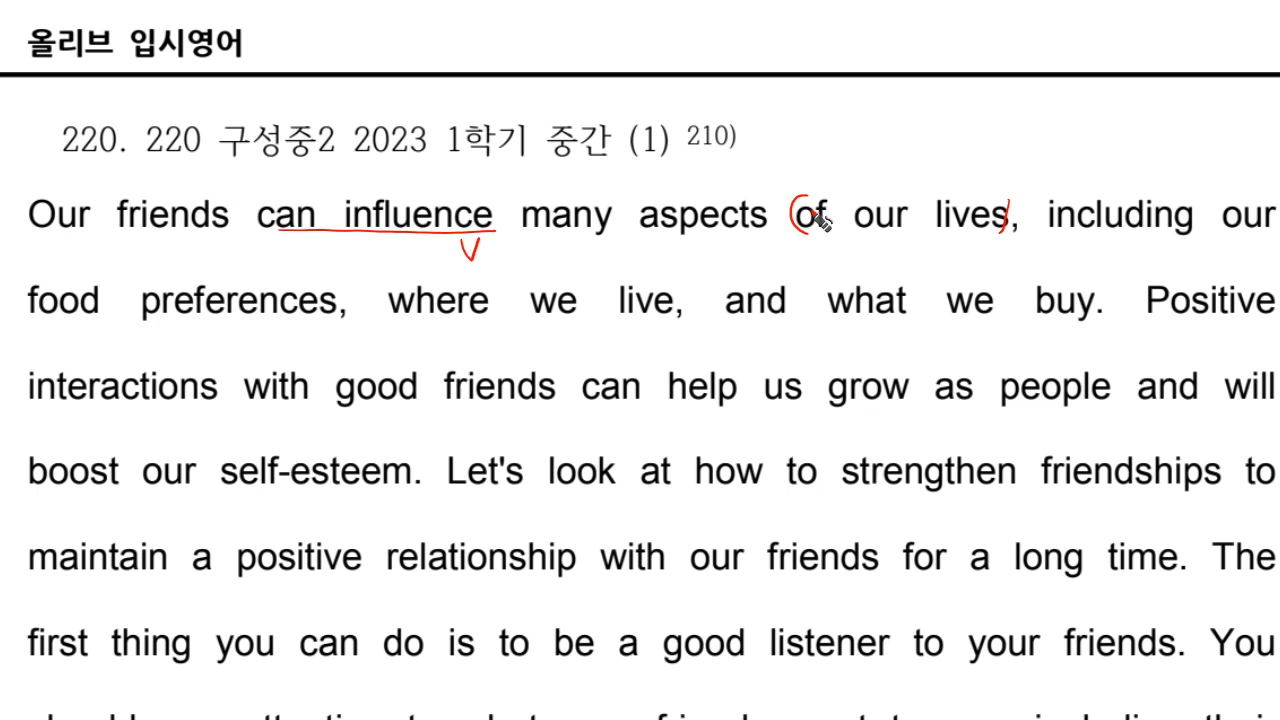 올리브 입시영어
220. 220 구성중2 2023 1학기 중간 (1) 210)
Our friends can influence many aspects of our lives, including our
food preferences, where we live, and what we buy. Positive
interactions with good friends can help us grow as people and will
boost our self-esteem. Let's look at how to strengthen friendships to
maintain a positive relationship with our friends for a long time. The
first thing you can do is to be a good listener to your friends. You